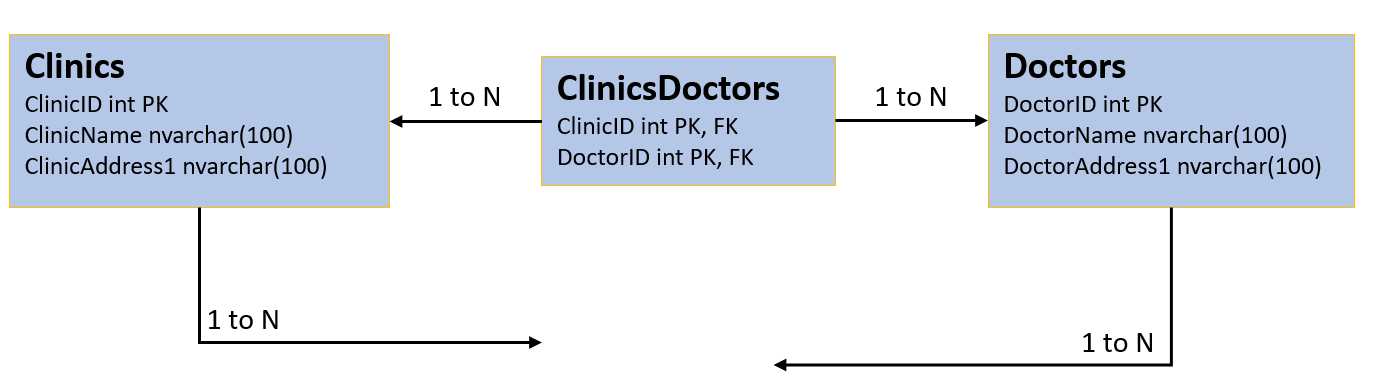 Clinics
ClinicID int PK
ClinicName nvarchar(100)
ClinicAddress1 nvarchar(100)
1 to N
ClinicsDoctors
ClinicID int PK, FK
DoctorID int PK, FK
1 to N
Doctors
DoctorID int PK
DoctorName nvarchar(100)
DoctorAddress1 nvarchar(100)
1 to N
1 to N